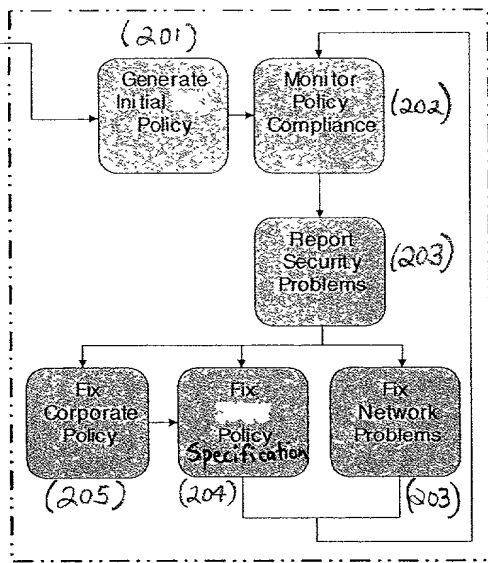 (201)
Generate
Initial
Policy
Monitor
Policy
Compliance
(202)
Report
Security
Problems
(203)
Fix
Corporate
Policy
Fix
Policy
Specification
Fix
Network
Problems
(205)
(204)
(203)